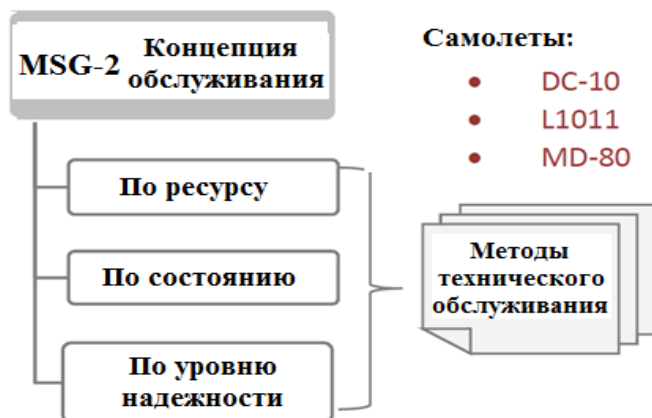 MSG-2 Концепция
обслуживания
Самолеты:
• DC-10
• L1011
• MD-80
По ресурсу
По состоянию
По уровню
надежности
Методы
технического
обслуживания